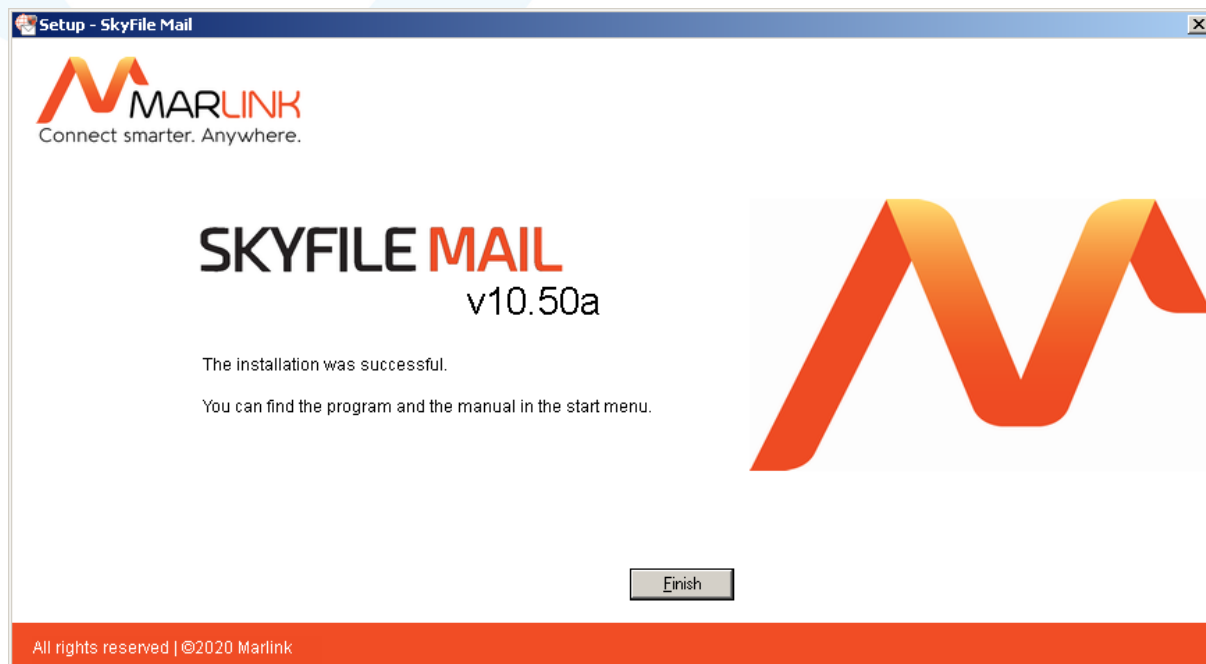 Setup - SkyFile Mail
MARLINK
Connect smarter. Anywhere.
SKYFILE MAIL
v10.50a
The installation was successful.
You can find the program and the manual in the start menu.
Finish
All rights reserved | ©2020 Marlink